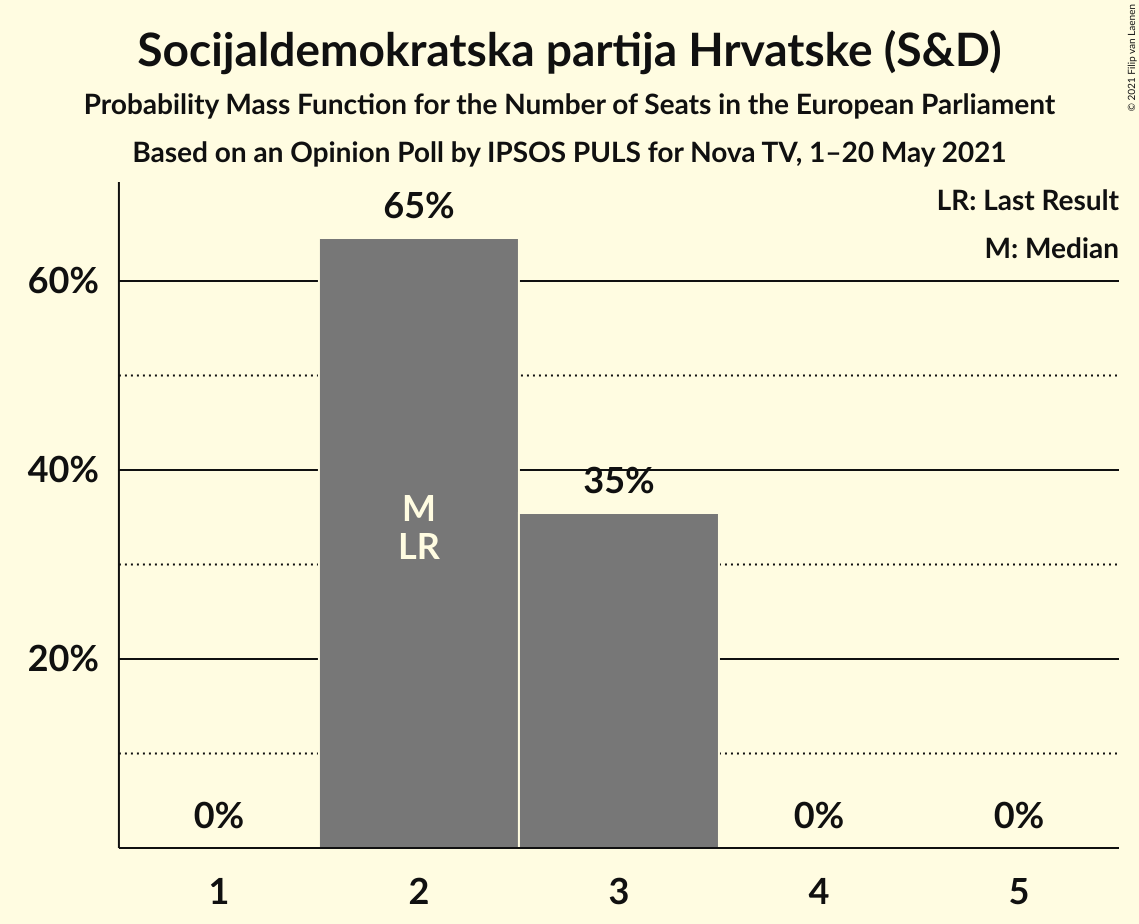 Socijaldemokratska partija Hrvatske (S&D)
Probability Mass Function for the Number of Seats in the European Parliament
Based on an Opinion Poll by IPSOS PULS for Nova TV, 1–20 May 2021
© 2021 Filip van Laenen
LR: Last Result
M: Median
65%
60%
40%
35%
M
LR
20%
0%
0%
0%
1
2
3
4
5